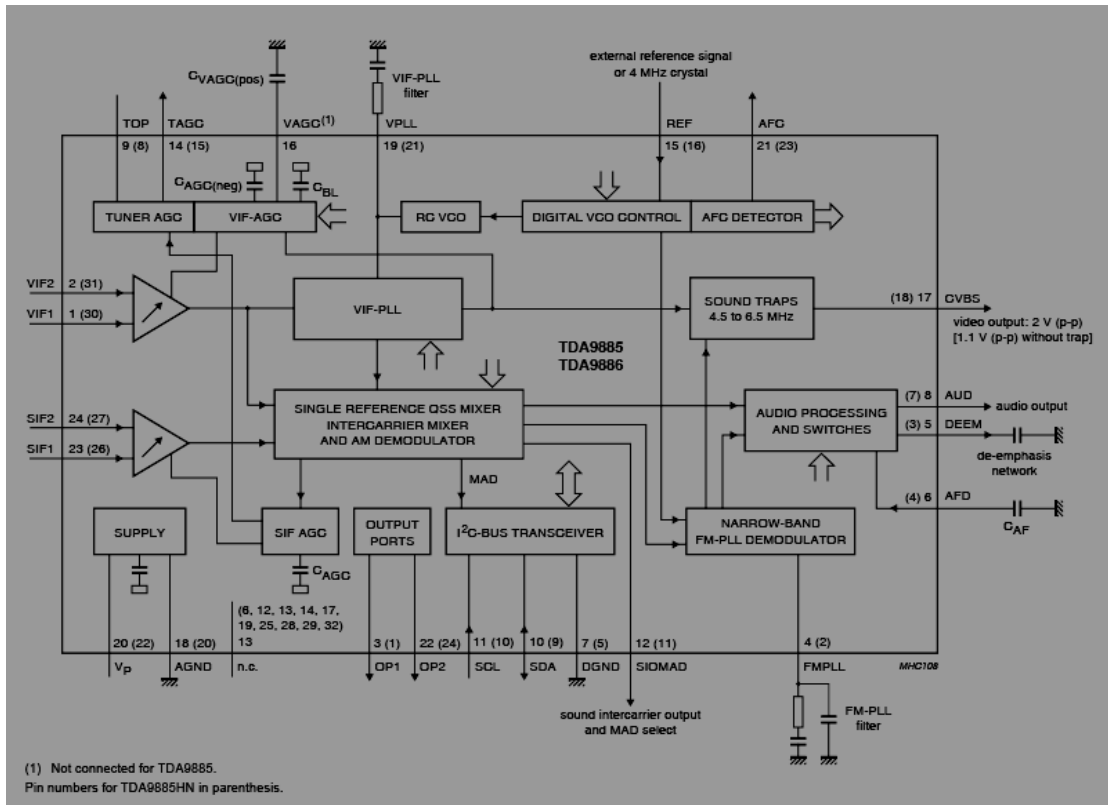 external reference signal
or 4 MHz crystal
CVAGC(pos)
VIF-PLL
filter
TOP
TAGC
VAGC(1)
VPLL
REF
AFC
9 (8)
14 (15)
16
19 (21)
15 (16)
21 (23)
CAGC(neg)
CBL
TUNER AGC
VIF-AGC
RC VCO
DIGITAL VCO CONTROL
AFC DETECTOR
VIF2
2 (31)
VIF1
1 (30)
VIF-PLL
SOUND TRAPS
4.5 to 6.5 MHz
(18) 17
CVBS
video output: 2 V (p-p)
[1.1 V (p-p) without trap]
TDA9885
TDA9886
SIF2
24 (27)
SIF1
23 (26)
SINGLE REFERENCE QSS MIXER
INTERCARRIER MIXER
AND AM DEMODULATOR
AUDIO PROCESSING
AND SWITCHES
(7) 8
AUD
audio output
(3) 5
DEEM
de-emphasis
network
MAD
(4) 6
AFD
CAF
SUPPLY
SIF AGC
OUTPUT
PORTS
I2C-BUS TRANSCEIVER
NARROW-BAND
FM-PLL DEMODULATOR
CAGC
(6, 12, 13, 14, 17,
19, 25, 28, 29, 32)
20 (22)
18 (20)
13
3 (1)
22 (24)
11 (10)
10 (9)
7 (5)
12 (11)
4 (2)
VP
AGND
n.c.
OP1
OP2
SCL
SDA
DGND
SIOMAD
FMPLL
MHC108
sound intercarrier output
and MAD select
FM-PLL
filter
(1) Not connected for TDA9885.
Pin numbers for TDA9885HN in parenthesis.